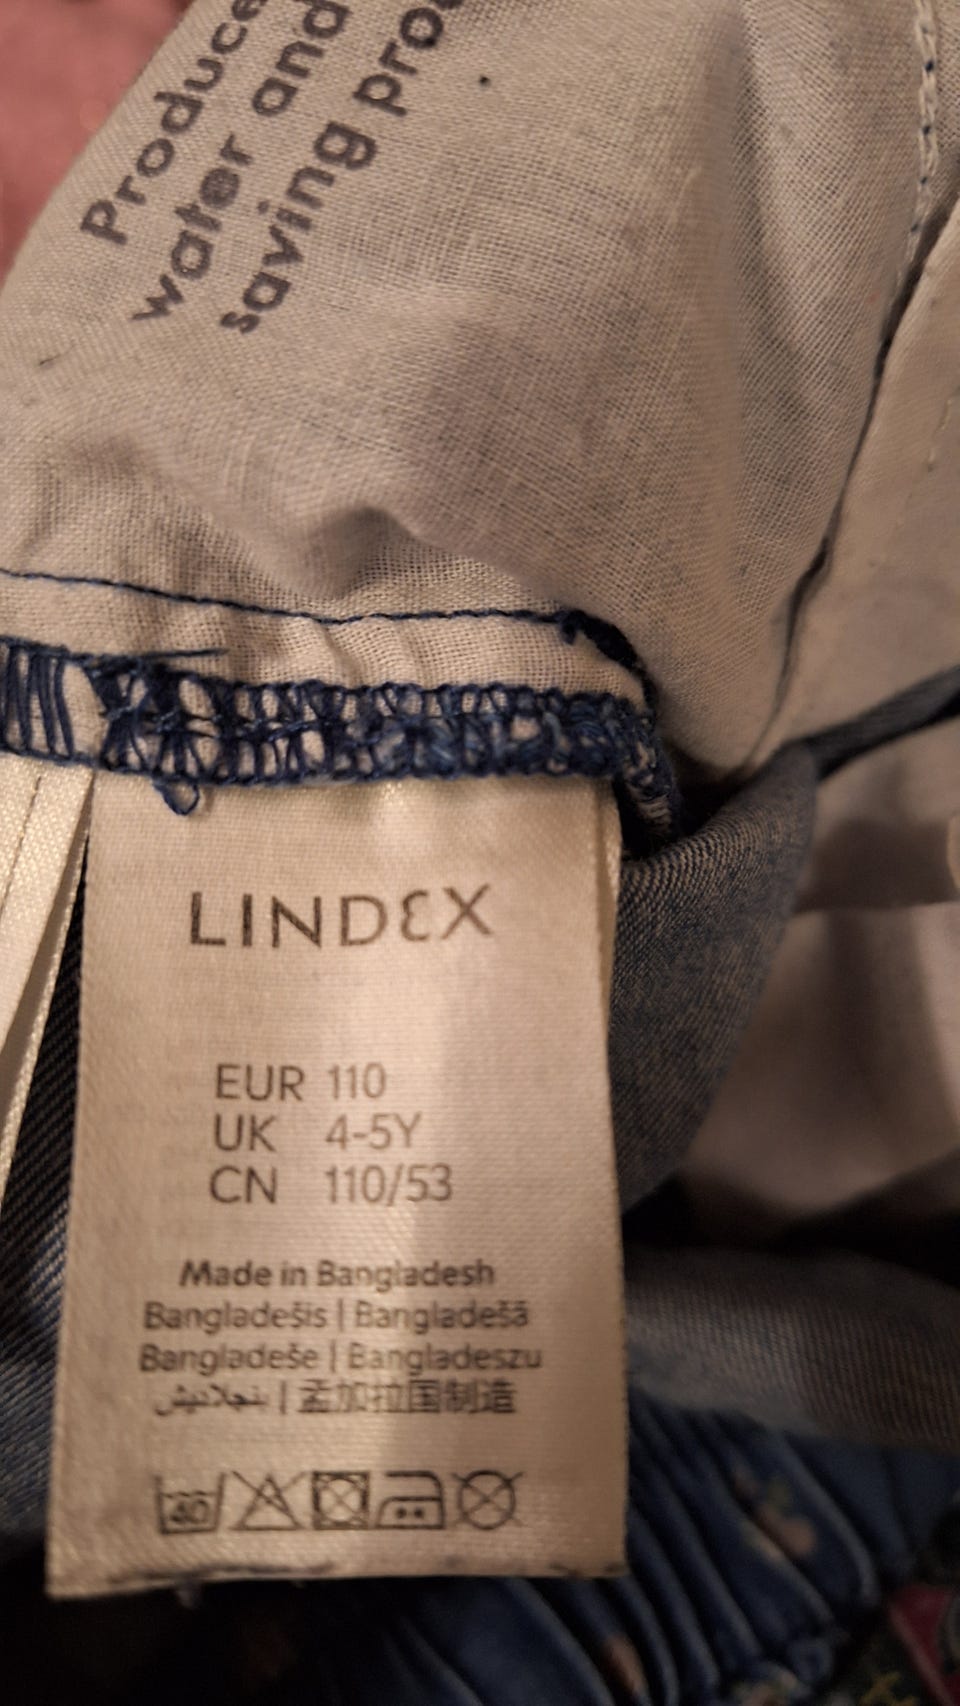 Produce
water and
saving pro
LINDEX
EUR 110
UK 4-5Y
CN 110/53
Made in Bangladesh
Bangladešis | Bangladešā
Bangladeše | Bangladeszu
بنجلاديش | 孟加拉国制造
40